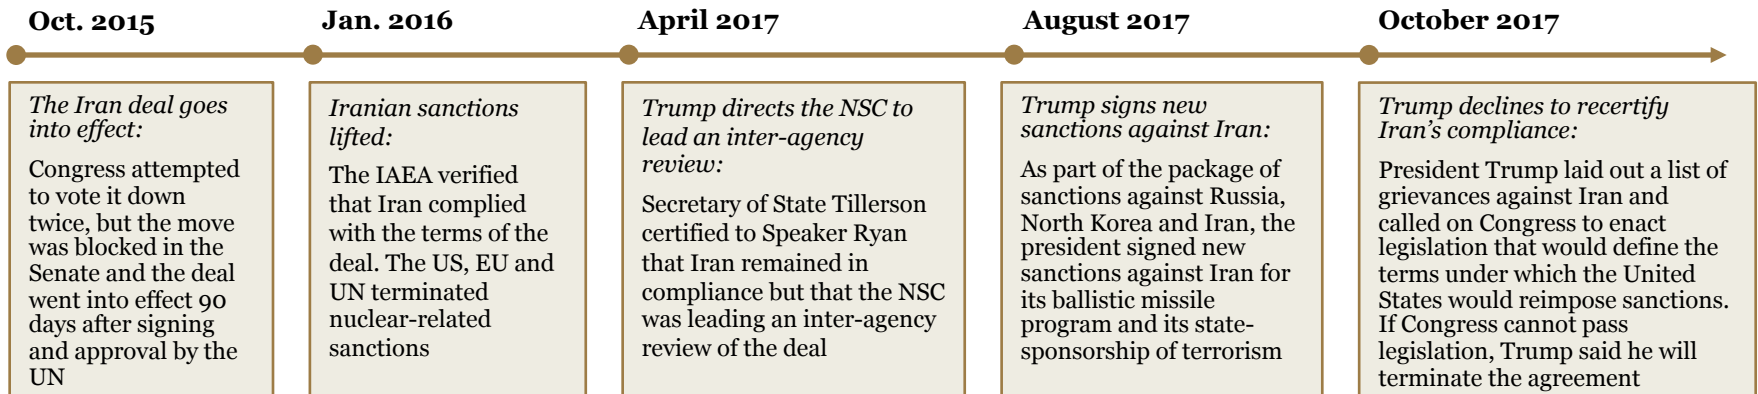 Oct. 2015
Jan. 2016
April 2017
August 2017
October 2017
The Iran deal goes
into effect:
Congress attempted
to vote it down
twice, but the move
was blocked in the
Senate and the deal
went into effect 90
days after signing
and approval by the
UN
Iranian sanctions
lifted:
The IAEA verified
that Iran complied
with the terms of the
deal. The US, EU and
UN terminated
nuclear-related
sanctions
Trump directs the NSC to
lead an inter-agency
review:
Secretary of State Tillerson
certified to Speaker Ryan
that Iran remained in
compliance but that the NSC
was leading an inter-agency
review of the deal
Trump signs new
sanctions against Iran:
As part of the package of
sanctions against Russia,
North Korea and Iran, the
president signed new
sanctions against Iran for
its ballistic missile
program and its state-
sponsorship of terrorism
Trump declines to recertify
Iran’s compliance:
President Trump laid out a list of
grievances against Iran and
called on Congress to enact
legislation that would define the
terms under which the United
States would reimpose sanctions.
If Congress cannot pass
legislation, Trump said he will
terminate the agreement